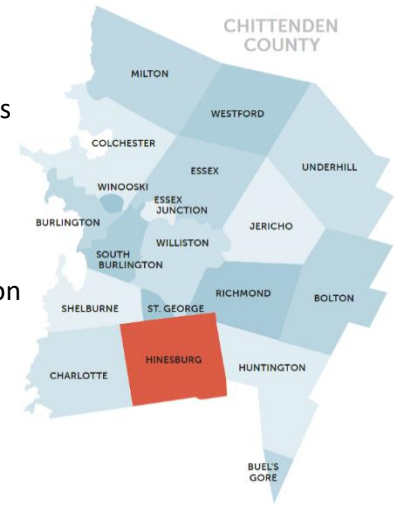 CHITTENDEN
COUNTY
MILTON
s
WESTFORD
COLCHESTER
ESSEX
UNDERHILL
WINOOSKI
ESSEX
JUNCTION
BURLINGTON
JERICHO
WILLISTON
SOUTH
BURLINGTON
on
RICHMOND
BOLTON
SHELBURNE
ST. GEORGE
HINESBURG
HUNTINGTON
CHARLOTTE
BUEL'S
GORE